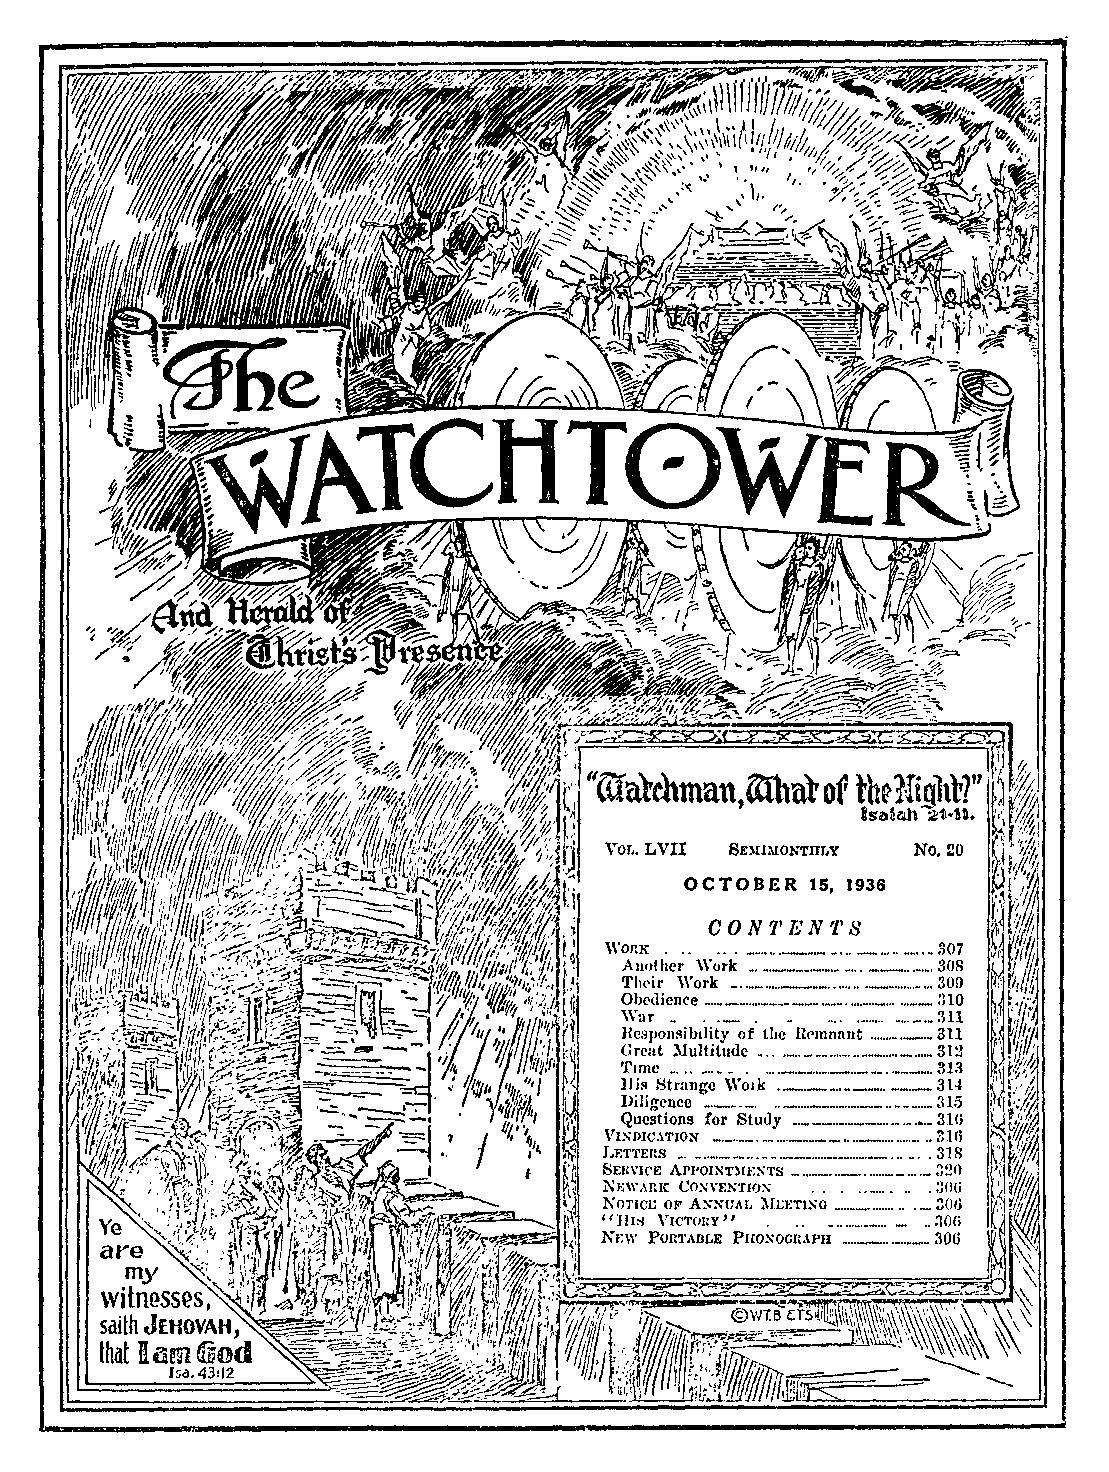 The
WATCHTOWER
And Herald of
Christ's Presence
"Watchman, What of the Night?"
Isaiah 21:11.
VOL. LVII SEMIMONTHLY No. 20
OCTOBER 15, 1936
CONTENTS
WORK 307
Another Work 308
Their Work 309
Obedience 310
War 311
Responsibility of the Remnant 311
Great Multitude 312
Time 313
His Strange Work 314
Diligence 315
Questions for Study 316
VINDICATION 316
LETTERS 318
SERVICE APPOINTMENTS 320
NEWARK CONVENTION 306
NOTICE OF ANNUAL MEETING 306
"HIS VICTORY" 306
NEW PORTABLE PHONOGRAPH 306
Ye
are
my
witnesses,
saith JEHOVAH,
that I am God
Isa. 43:12
©W.T.B. & T.S.